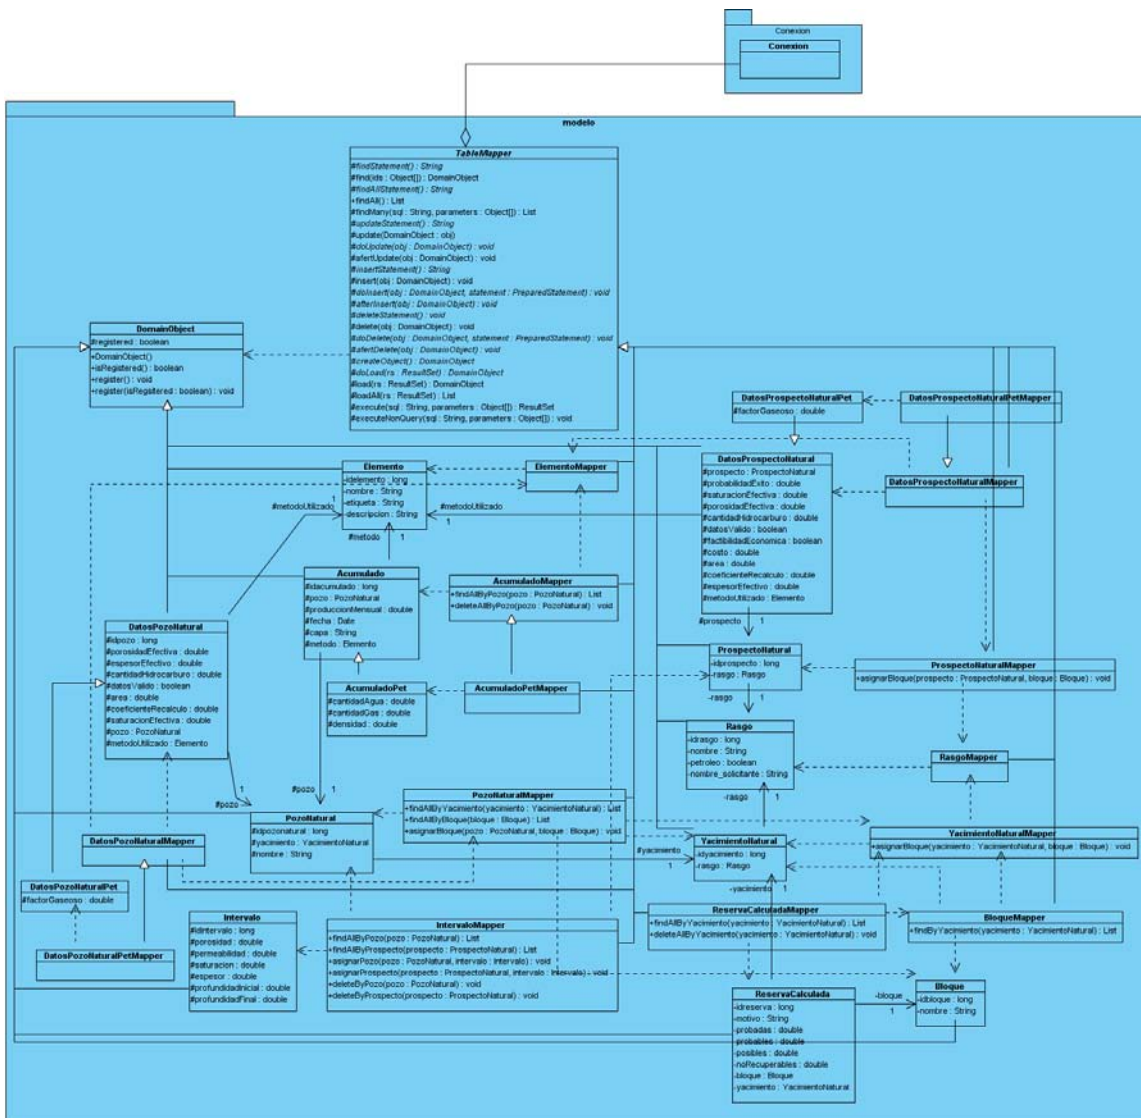 Conexion
Conexion
modelo
TableMapper
#findStatement() : String
#find(ids : Object[]) : DomainObject
#findAllStatement() : String
+findAll() : List
#findMany(sql : String, parameters : Object[]) : List
#updateStatement() : String
#update(DomainObject : obj)
#doUpdate(obj : DomainObject) : void
#afertUpdate(obj : DomainObject) : void
#insertStatement() : String
#insert(obj : DomainObject) : void
#doInsert(obj : DomainObject, statement : PreparedStatement) : void
#afterInsert(obj : DomainObject) : void
#deleteStatement() : void
#delete(obj : DomainObject) : void
#doDelete(obj : DomainObject, statement : PreparedStatement) : void
#afertDelete(obj : DomainObject) : void
#createObject() : DomainObject
#doLoad(rs : ResultSet) : DomainObject
#load(rs : ResultSet) : DomainObject
#loadAll(rs : ResultSet) : List
#execute(sql : String, parameters : Object[]) : ResultSet
#executeNonQuery(sql : String, parameters : Object[]) : void
DomainObject
#registered : boolean
+DomainObject()
+isRegistered() : boolean
+register() : void
+register(isRegistered : boolean) : void
DatosProspectoNaturalPet
#factorGaseoso : double
DatosProspectoNaturalPetMapper
Elemento
-idelemento : long
-nombre : String
-etiqueta : String
-descripcion : String
ElementoMapper
DatosProspectoNatural
#prospecto : ProspectoNatural
#probabilidadExito : double
#saturacionEfectiva : double
#porosidadEfectiva : double
#cantidadHidrocarburo : double
#datosValido : boolean
#factibilidadEconomica : boolean
#costo : double
#area : double
#coeficienteRecalculo : double
#espesorEfectivo : double
#metodoUtilizado : Elemento
DatosProspectoNaturalMapper
1
#metodoUtilizado
#metodoUtilizado
1
#metodo
1
Acumulado
#idacumulado : long
#pozo : PozoNatural
#produccionMensual : double
#fecha : Date
#capa : String
#metodo : Elemento
AcumuladoMapper
+findAllByPozo(pozo : PozoNatural) : List
+deleteAllByPozo(pozo : PozoNatural) : void
DatosPozoNatural
#idpozo : long
#porosidadEfectiva : double
#espesorEfectivo : double
#cantidadHidrocarburo : double
#datosValido : boolean
#area : double
#coeficienteRecalculo : double
#saturacionEfectiva : double
#pozo : PozoNatural
#metodoUtilizado : Elemento
#prospecto
1
ProspectoNatural
-idprospecto : long
-rasgo : Rasgo
ProspectoNaturalMapper
+asignarBloque(prospecto : ProspectoNatural, bloque : Bloque) : void
AcumuladoPet
#cantidadAgua : double
#cantidadGas : double
#densidad : double
AcumuladoPetMapper
-rasgo
1
Rasgo
-idrasgo : long
-nombre : String
-petroleo : boolean
-nombre_solicitante : String
RasgoMapper
1
#pozo
#pozo
1
PozoNaturalMapper
+findAllByYacimiento(yacimiento : YacimientoNatural) : List
+findAllByBloque(bloque : Bloque) : List
+asignarBloque(pozo : PozoNatural, bloque : Bloque) : void
-rasgo
1
PozoNatural
#idpozonatural : long
#yacimiento : YacimientoNatural
#nombre : String
DatosPozoNaturalMapper
#yacimiento
1
YacimientoNatural
-idyacimiento : long
-rasgo : Rasgo
YacimientoNaturalMapper
+asignarBloque(yacimiento : YacimientoNatural, bloque : Bloque) : void
-yacimiento
1
DatosPozoNaturalPet
#factorGaseoso : double
DatosPozoNaturalPetMapper
Intervalo
#idintervalo : long
#porosidad : double
#permeabilidad : double
#saturacion : double
#espesor : double
#profundidadInicial : double
#profundidadFinal : double
IntervaloMapper
+findAllByPozo(pozo : PozoNatural) : List
+findAllByProspecto(prospecto : ProspectoNatural) : List
+asignarPozo(pozo : PozoNatural, intervalo : Intervalo) : void
+asignarProspecto(prospecto : ProspectoNatural, intervalo : Intervalo) : void
+deleteByPozo(pozo : PozoNatural) : void
+deleteByProspecto(prospecto : ProspectoNatural) : void
ReservaCalculadaMapper
+findAllByYacimiento(yacimiento : YacimientoNatural) : List
+deleteAllByYacimiento(yacimiento : YacimientoNatural) : void
BloqueMapper
+findByYacimiento(yacimiento : YacimientoNatural) : List
ReservaCalculada
-idreserva : long
-motivo : String
-probadas : double
-probables : double
-posibles : double
-noRecuperables : double
-bloque : Bloque
-yacimiento : YacimientoNatural
-bloque
1
Bloque
-idbloque : long
-nombre : String